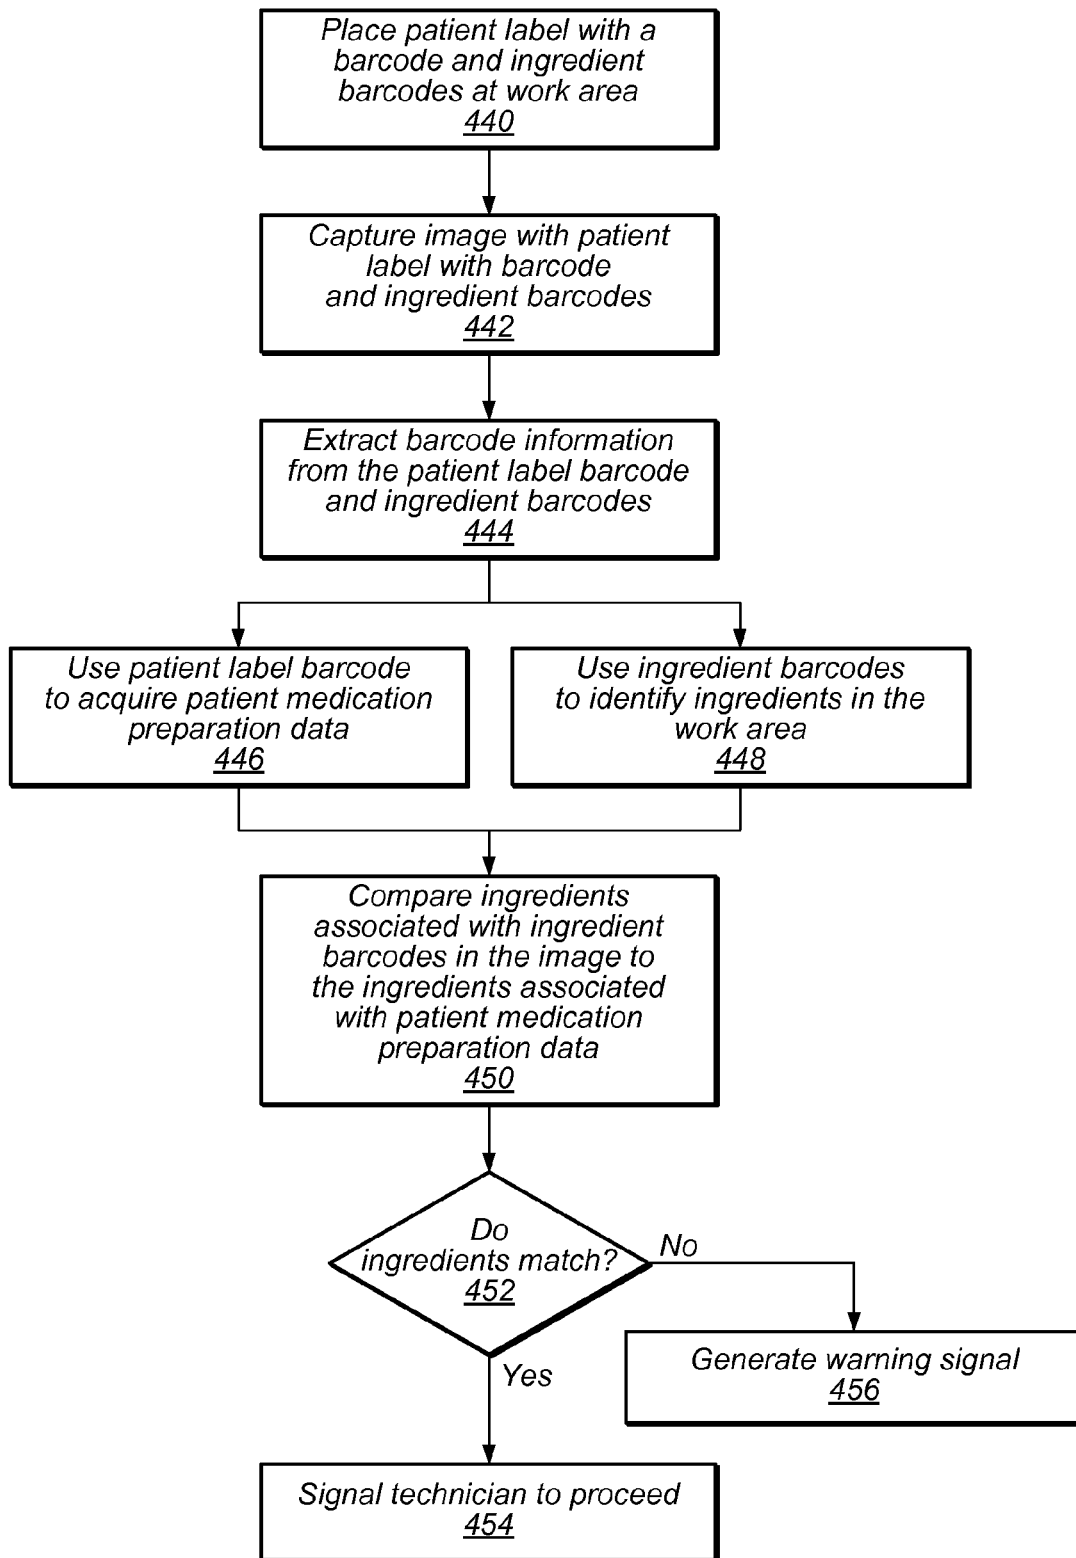 Place patient label with a
barcode and ingredient
barcodes at work area
440
Capture image with patient
label with barcode
and ingredient barcodes
442
Extract barcode information
from the patient label barcode
and ingredient barcodes
444
Use patient label barcode
to acquire patient medication
preparation data
446
Use ingredient barcodes
to identify ingredients in the
work area
448
Compare ingredients
associated with ingredient
barcodes in the image to
the ingredients associated
with patient medication
preparation data
450
Do
ingredients match?
452
No
Yes
Generate warning signal
456
Signal technician to proceed
454